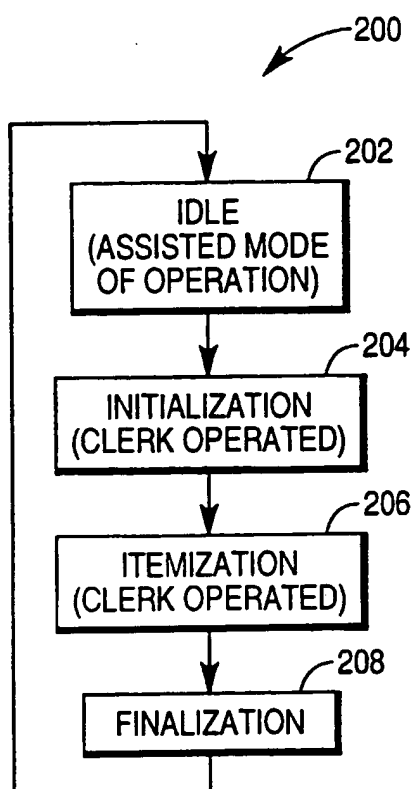 200
202
IDLE
(ASSISTED MODE
OF OPERATION)
204
INITIALIZATION
(CLERK OPERATED)
206
ITEMIZATION
(CLERK OPERATED)
208
FINALIZATION